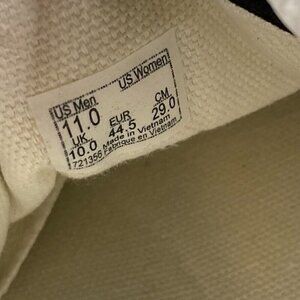 US Men US Women
11.0
UK EUR CM
10.0 44.5 29.0
Made in Vietnam
721356 Fabriqué en Vietnam